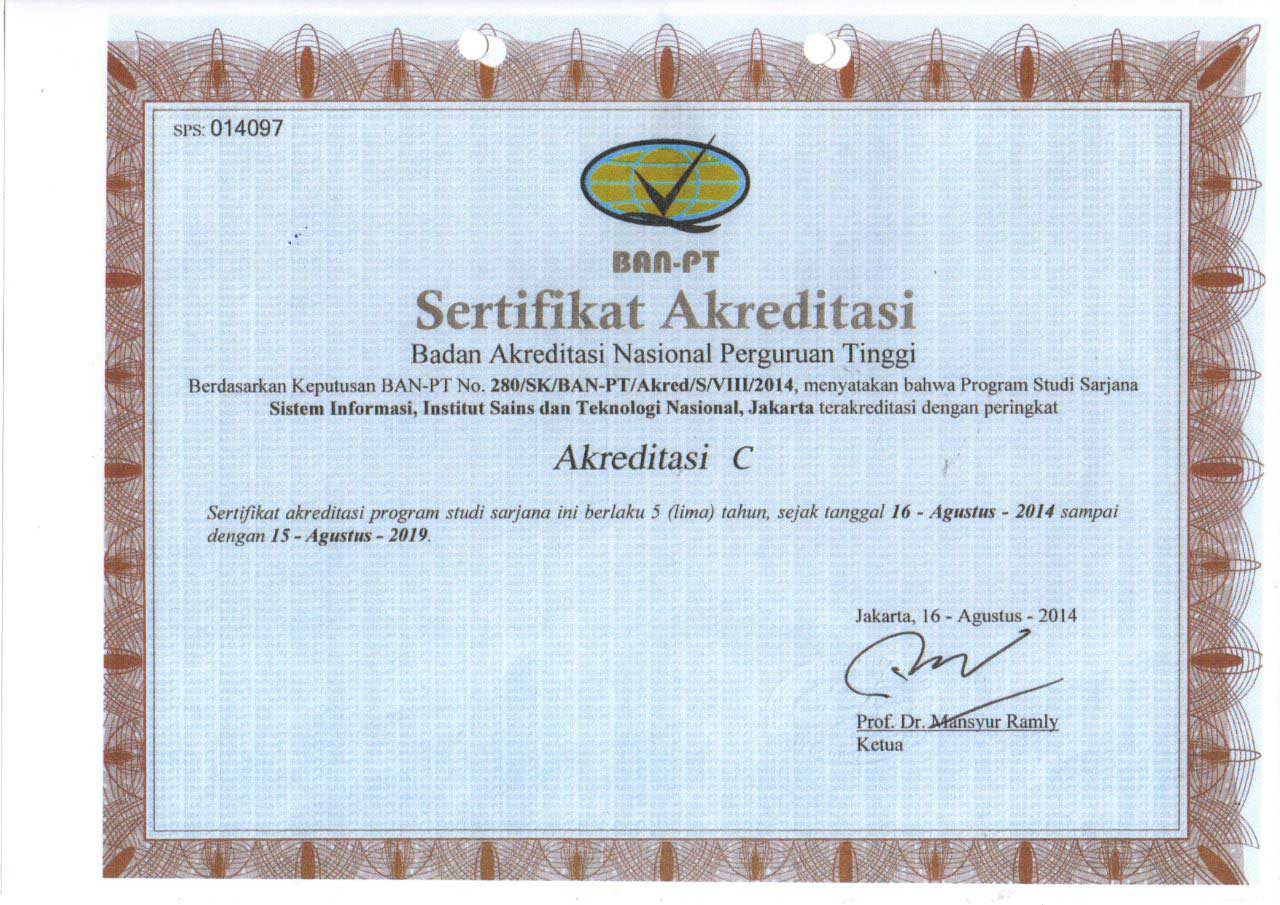 SPS: 014097
BAN-PT
Sertifikat Akreditasi
Badan Akreditasi Nasional Perguruan Tinggi
Berdasarkan Keputusan BAN-PT No. 280/SK/BAN-PT/Akred/S/VIII/2014, menyatakan bahwa Program Studi Sarjana
Sistem Informasi, Institut Sains dan Teknologi Nasional, Jakarta terakreditasi dengan peringkat
Akreditasi C
Sertifikat akreditasi program studi sarjana ini berlaku 5 (lima) tahun, sejak tanggal 16 - Agustus - 2014 sampai
dengan 15 - Agustus - 2019.
Jakarta, 16 - Agustus - 2014
Prof. Dr. Mansyur Ramly
Ketua